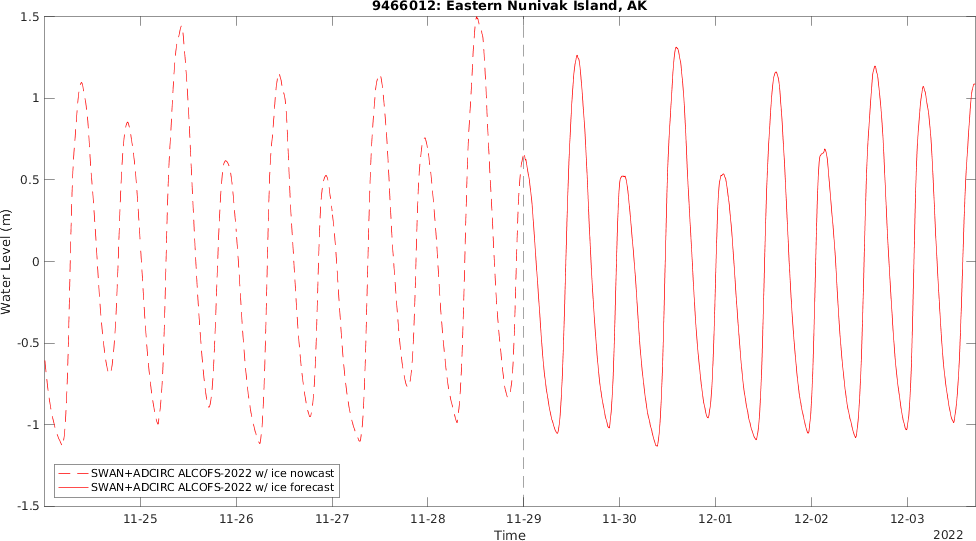 9466012: Eastern Nunivak Island, AK
Water Level (m)
1.5
1
0.5
0
-0.5
-1
-1.5
SWAN+ADCIRC ALCOFS-2022 w/ ice nowcast
SWAN+ADCIRC ALCOFS-2022 w/ ice forecast
11-25 11-26 11-27 11-28 11-29 11-30 12-01 12-02 12-03
Time
2022